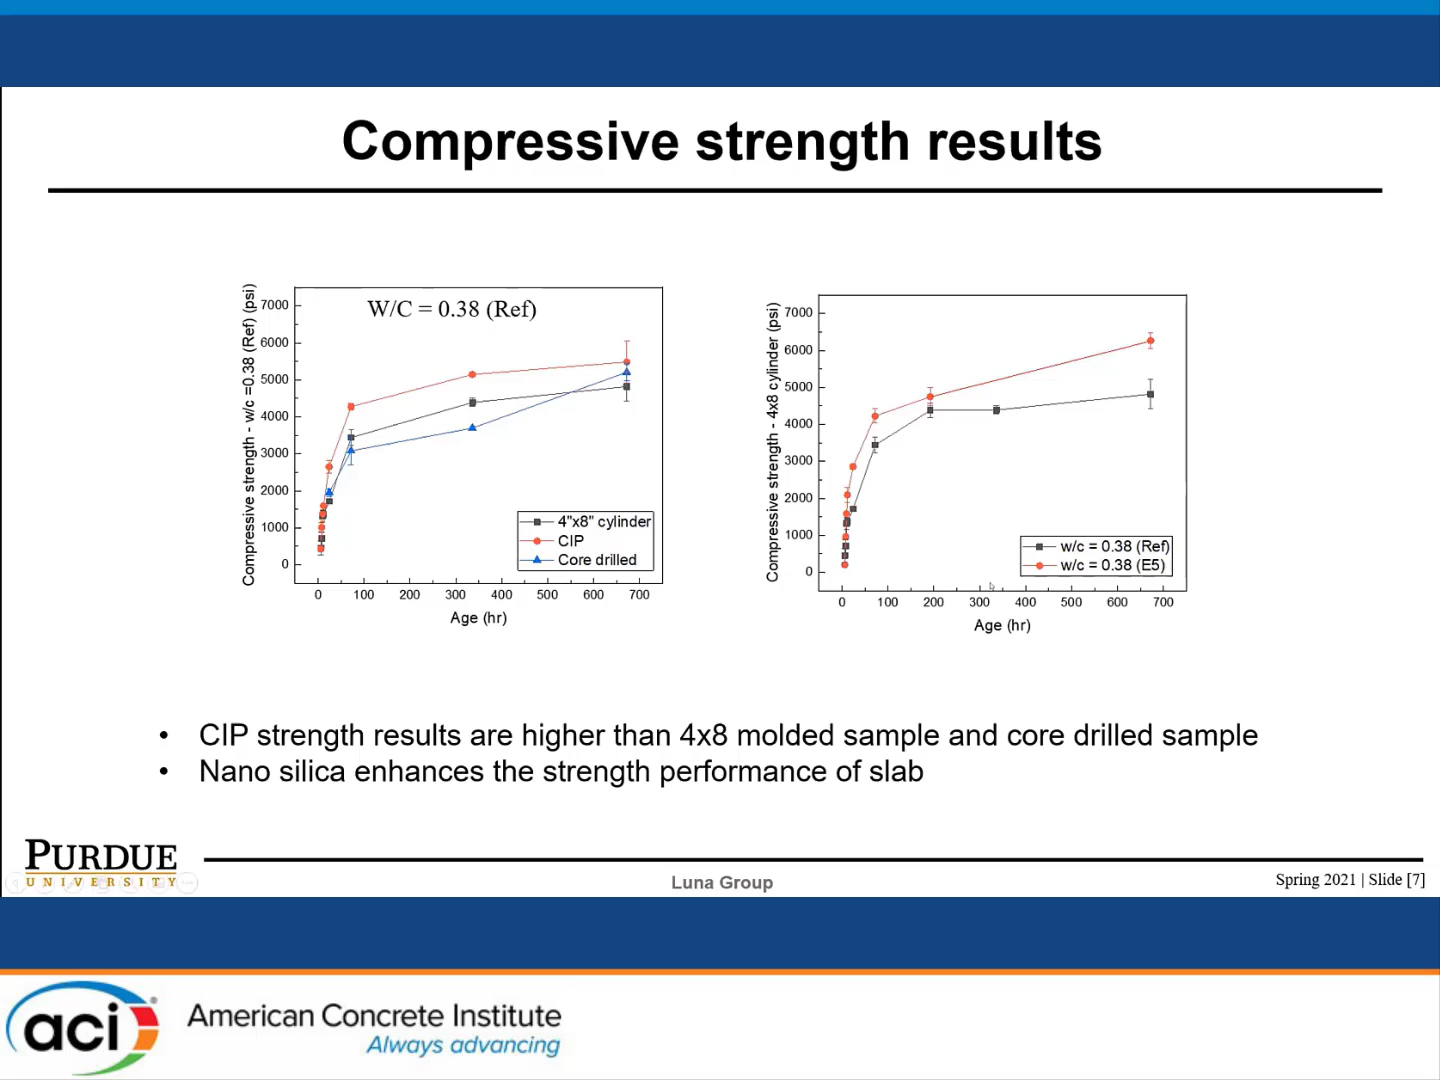 Compressive strength results
Compressive strength - w/c =0.38 (Ref) (psi)
W/C = 0.38 (Ref)
7000
6000
5000
4000
3000
2000
1000
0
4"x8" cylinder
CIP
Core drilled
0 100 200 300 400 500 600 700
Age (hr)
Compressive strength - 4x8 cylinder (psi)
7000
6000
5000
4000
3000
2000
1000
0
w/c = 0.38 (Ref)
w/c = 0.38 (E5)
0 100 200 300 400 500 600 700
Age (hr)
• CIP strength results are higher than 4x8 molded sample and core drilled sample
• Nano silica enhances the strength performance of slab
PURDUE
UNIVERSITY
Luna Group
Spring 2021 | Slide [7]
aci
American Concrete Institute
Always advancing